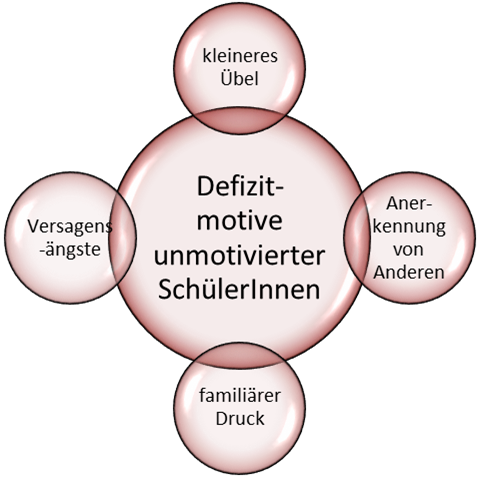 kleineres
Übel
Defizit-
motive
unmotivierter
SchülerInnen
Versagens
-ängste
Aner-
kennung
von
Anderen
familiärer
Druck